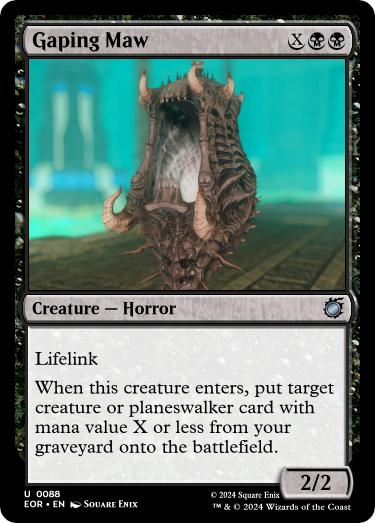 Gaping Maw X
Creature — Horror
Lifelink
When this creature enters, put target
creature or planeswalker card with
mana value X or less from your
graveyard onto the battlefield.
2/2
U 0088
EOR • EN SQUARE ENIX
© 2024 Square Enix
™ & © 2024 Wizards of the Coast